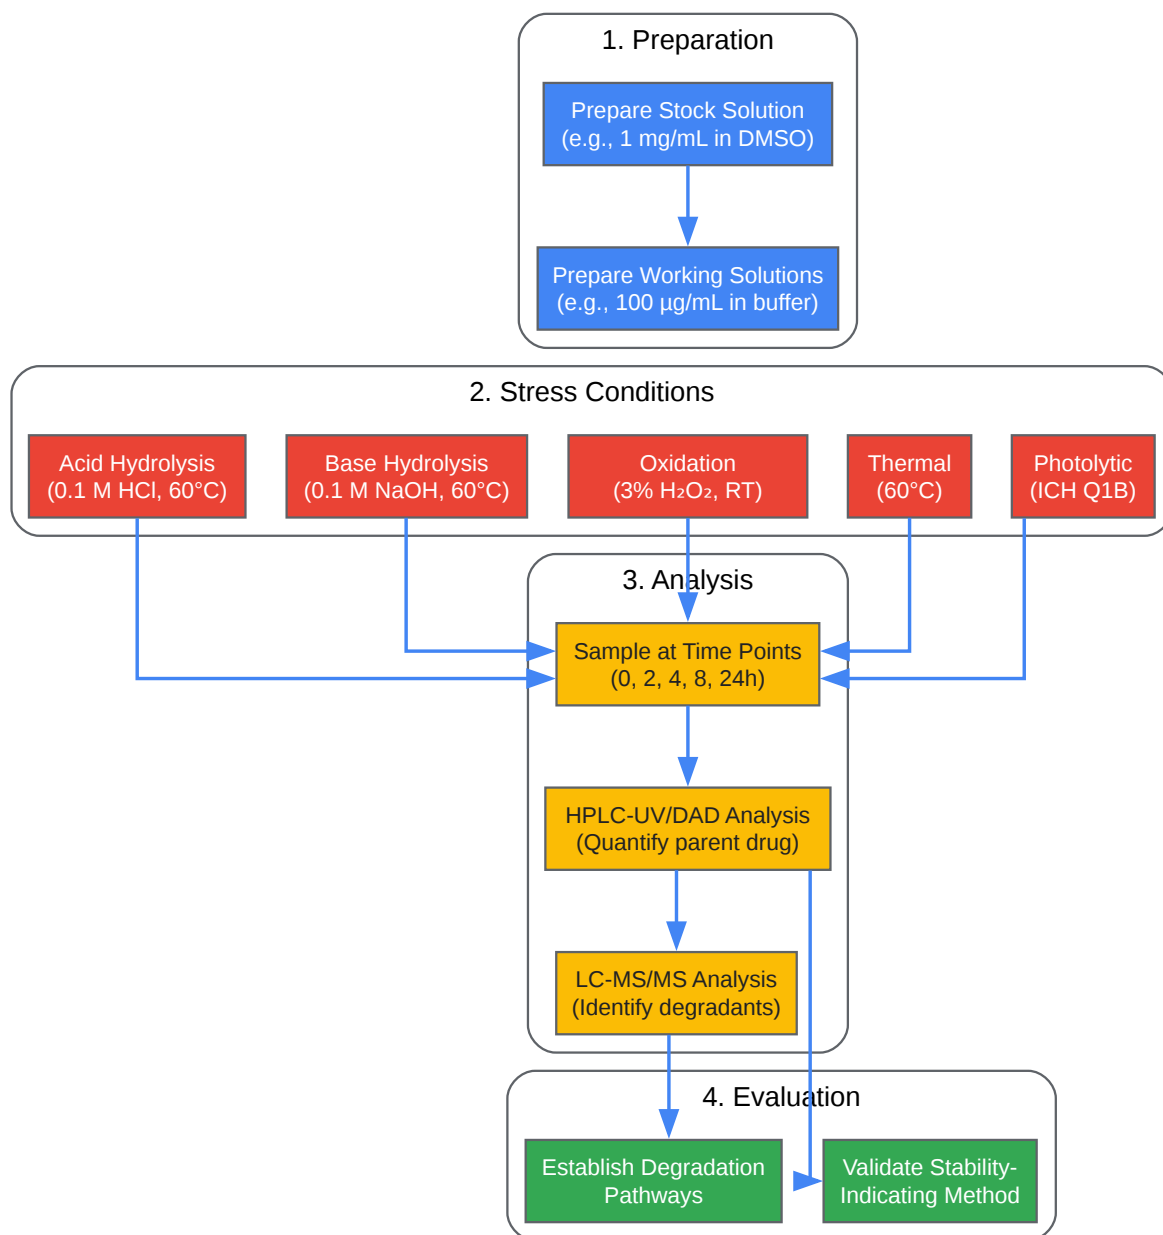 1. Preparation
Prepare Stock Solution
(e.g., 1 mg/mL in DMSO)
Prepare Working Solutions
(e.g., 100 µg/mL in buffer)
2. Stress Conditions
Acid Hydrolysis
(0.1 M HCl, 60°C)
Base Hydrolysis
(0.1 M NaOH, 60°C)
Oxidation
(3% H₂O₂, RT)
Thermal
(60°C)
Photolytic
(ICH Q1B)
3. Analysis
Sample at Time Points
(0, 2, 4, 8, 24h)
HPLC-UV/DAD Analysis
(Quantify parent drug)
LC-MS/MS Analysis
(Identify degradants)
4. Evaluation
Establish Degradation
Pathways
Validate Stability-
Indicating Method